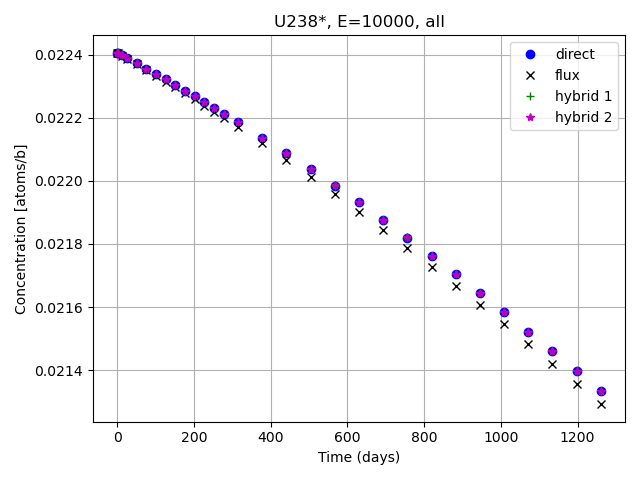 U238*, E=10000, all
Concentration [atoms/b]
0.0224
0.0222
0.0220
0.0218
0.0216
0.0214
direct
flux
hybrid 1
hybrid 2
0 200 400 600 800 1000 1200
Time (days)